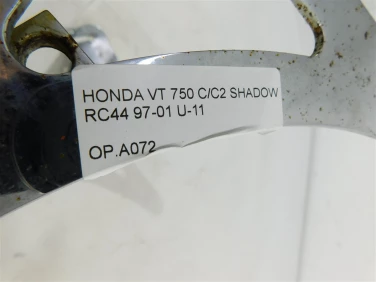 HONDA VT 750 C/C2 SHADOW
RC44 97-01 U-11
OP.A072